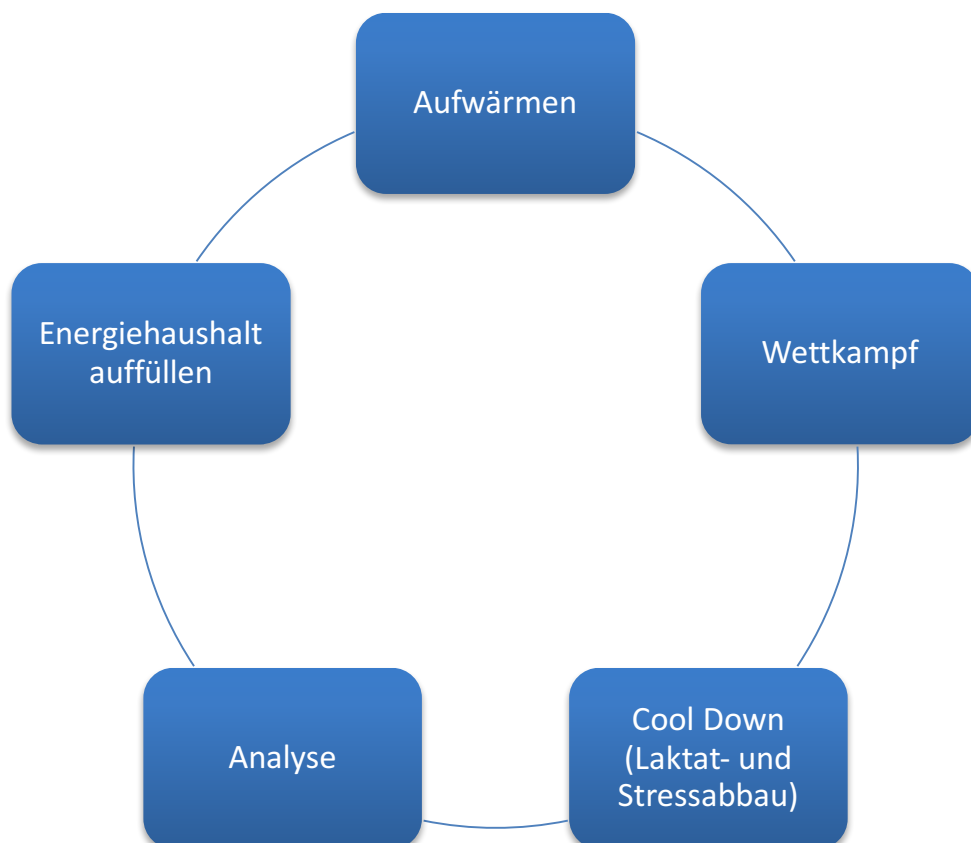 Aufwärmen
Wettkampf
Cool Down
(Laktat- und
Stressabbau)
Analyse
Energiehaushalt
auffüllen